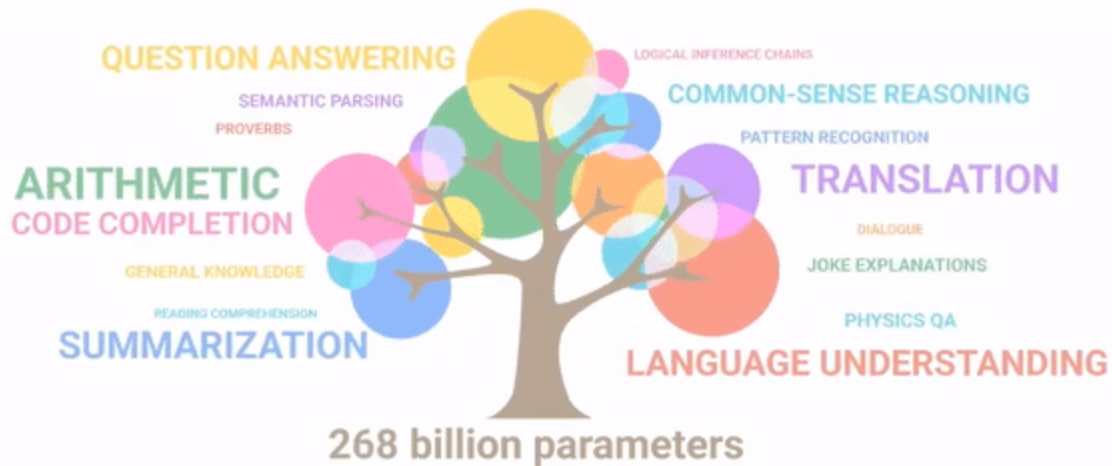 QUESTION ANSWERING
LOGICAL INFERENCE CHAINS
SEMANTIC PARSING
COMMON-SENSE REASONING
PROVERBS
PATTERN RECOGNITION
ARITHMETIC
TRANSLATION
CODE COMPLETION
DIALOGUE
GENERAL KNOWLEDGE
JOKE EXPLANATIONS
READING COMPREHENSION
PHYSICS QA
SUMMARIZATION
LANGUAGE UNDERSTANDING
268 billion parameters